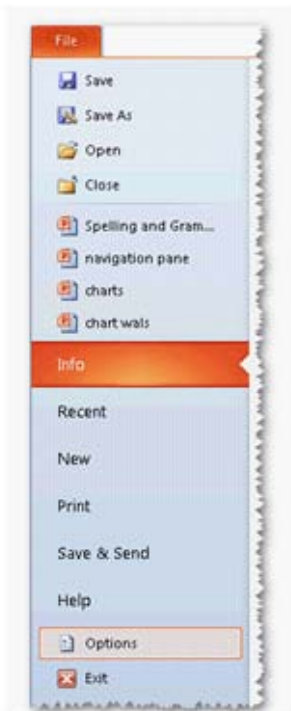 File
Save
Save As
Open
Close
Spelling and Gram...
navigation pane
charts
chart wals
Info
Recent
New
Print
Save & Send
Help
Options
Exit